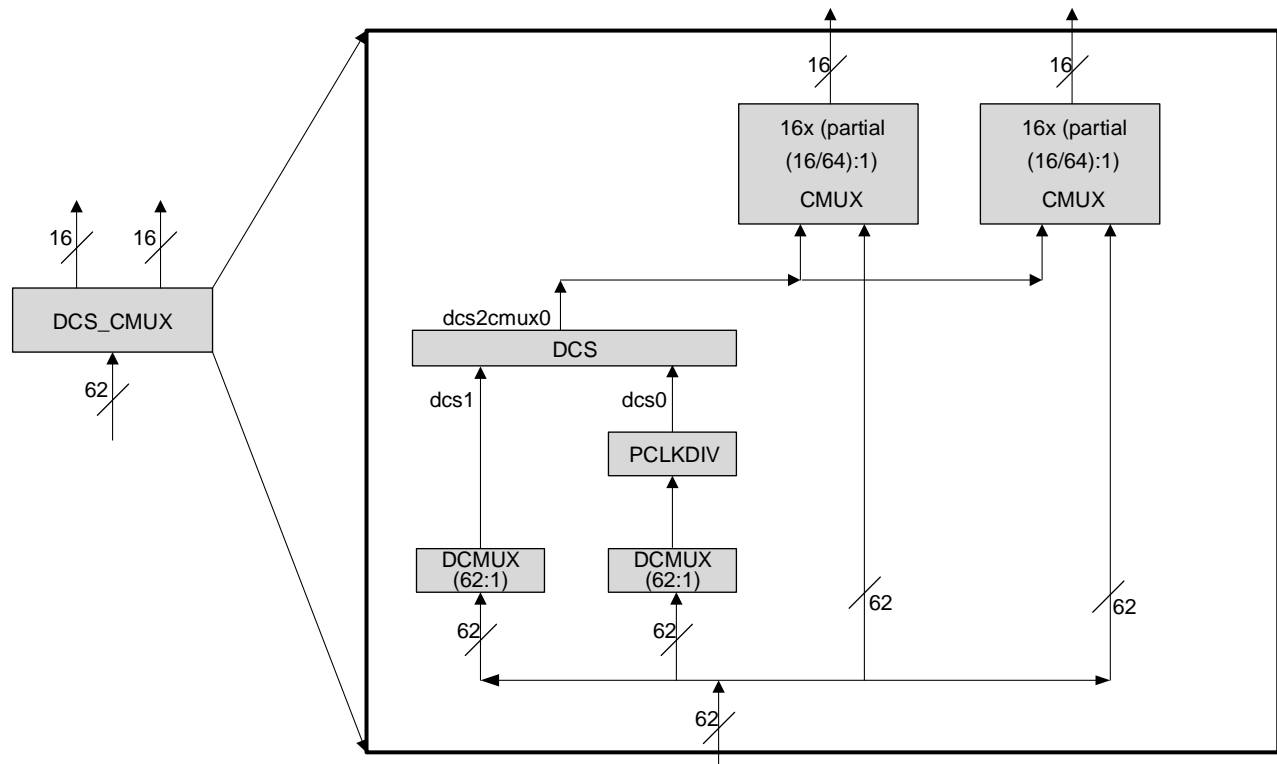 16
16
16x (partial
(16/64):1)
CMUX
16x (partial
(16/64):1)
CMUX
16
16
DCS_CMUX
62
dcs2cmux0
DCS
dcs1
dcs0
PCLKDIV
DCMUX
(62:1)
DCMUX
(62:1)
62
62
62
62
62